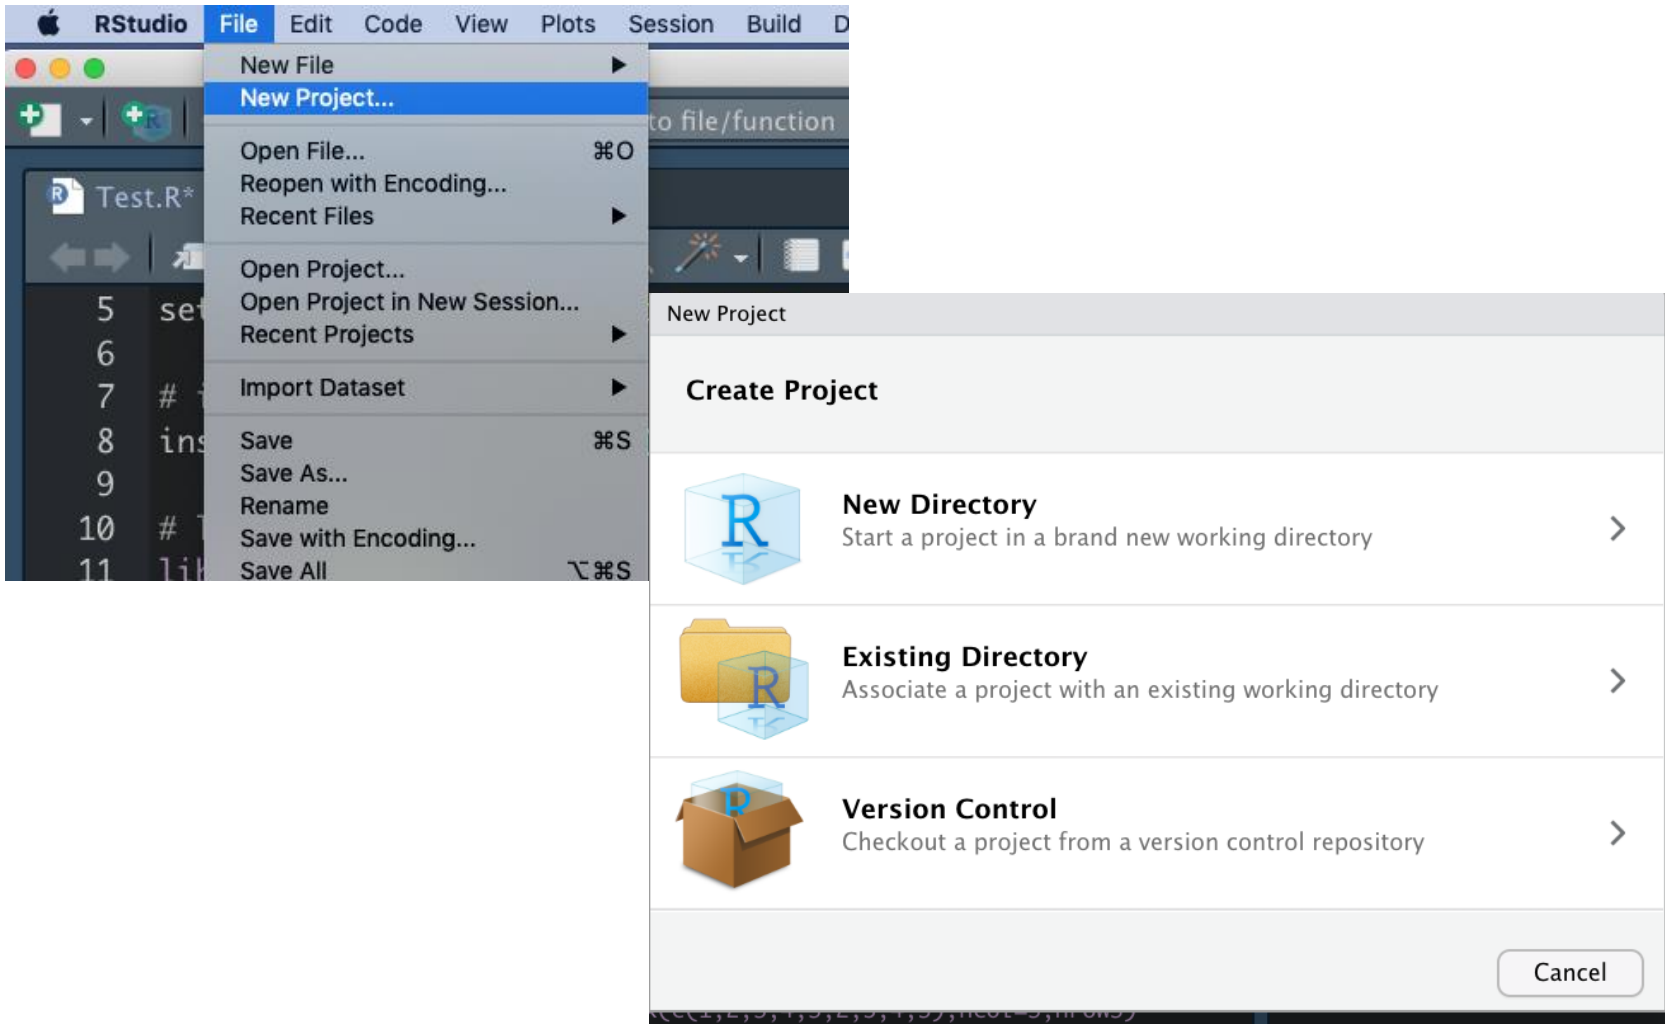 RStudio File Edit Code View Plots Session Build D
New File
New Project...
to file/function
Open File... ⌘O
Reopen with Encoding...
Test.R*
Recent Files
Open Project...
Open Project in New Session...
5 set
Recent Projects
6
7 #
Import Dataset
8 ins
Save ⌘S
9
Save As...
Rename
10 #
Save with Encoding...
11 lib
Save All ⌥⌘S
New Project
Create Project
R
New Directory
Start a project in a brand new working directory
R
Existing Directory
Associate a project with an existing working directory
R
Version Control
Checkout a project from a version control repository
Cancel